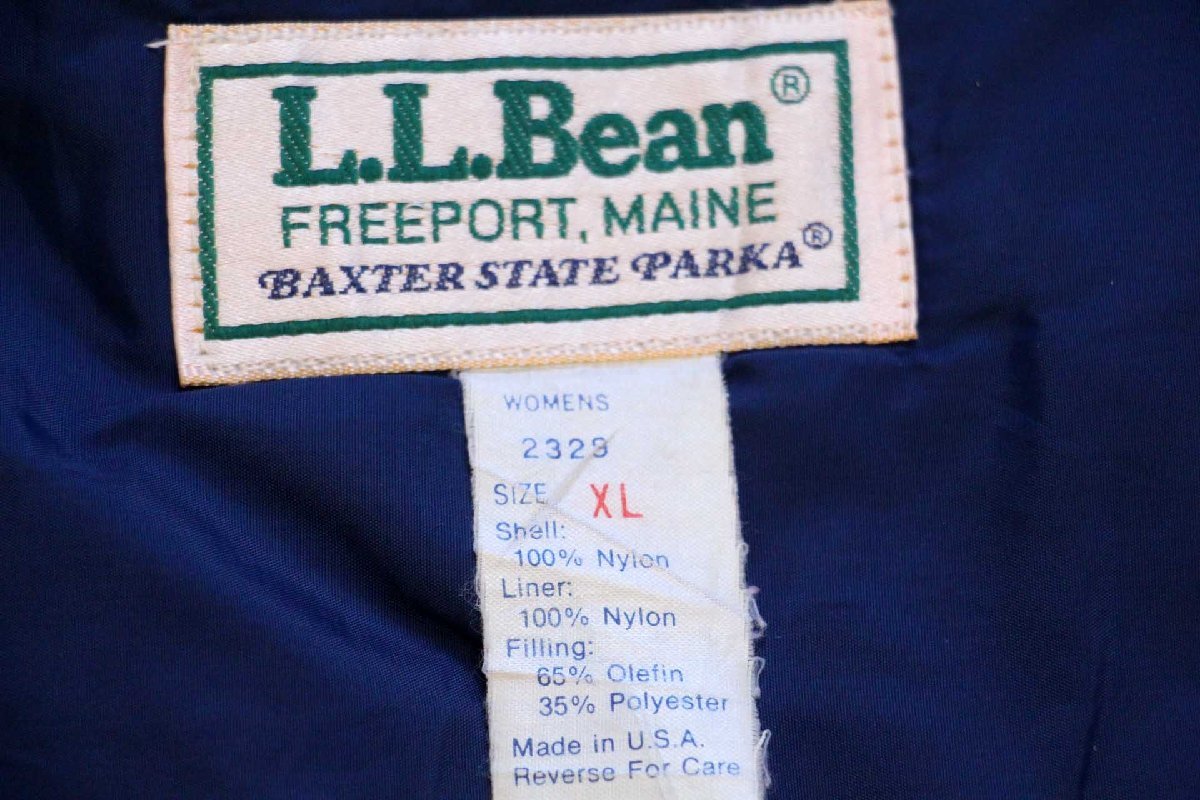 L.L.Bean®
FREEPORT, MAINE
BAXTER STATE PARKA®
WOMENS
2329
SIZE XL
Shell:
100% Nylon
Liner:
100% Nylon
Filling:
65% Olefin
35% Polyester
Made in U.S.A.
Reverse For Care